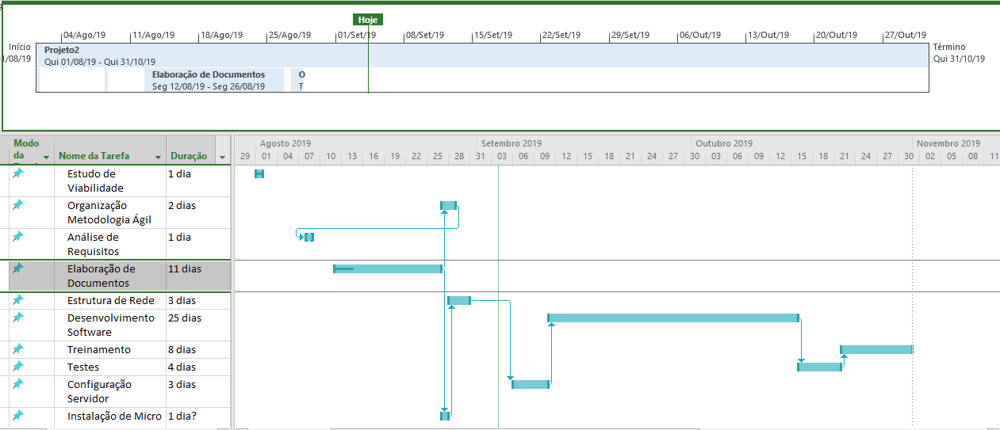 Hoje
04/Ago/19 11/Ago/19 18/Ago/19 25/Ago/19 01/Set/19 08/Set/19 15/Set/19 22/Set/19 29/Set/19 06/Out/19 13/Out/19 20/Out/19 27/Out/19
Início
1/08/19
Projeto2
Qui 01/08/19 - Qui 31/10/19
Término
Qui 31/10/19
Elaboração de Documentos
Seg 12/08/19 - Seg 26/08/19
O
T
Modo
da
Nome da Tarefa
Duração
Agosto 2019 Setembro 2019 Outubro 2019 Novembro 2019
29 01 04 07 10 13 16 19 22 25 28 31 03 06 09 12 15 18 21 24 27 30 03 06 09 12 15 18 21 24 27 30 02 05 08 11
Estudo de
Viabilidade
1 dia
Organização
Metodologia Ágil
2 dias
Análise de
Requisitos
1 dia
Elaboração de
Documentos
11 dias
Estrutura de Rede
3 dias
Desenvolvimento
Software
25 dias
Treinamento
8 dias
Testes
4 dias
Configuração
Servidor
3 dias
Instalação de Micro
1 dia?